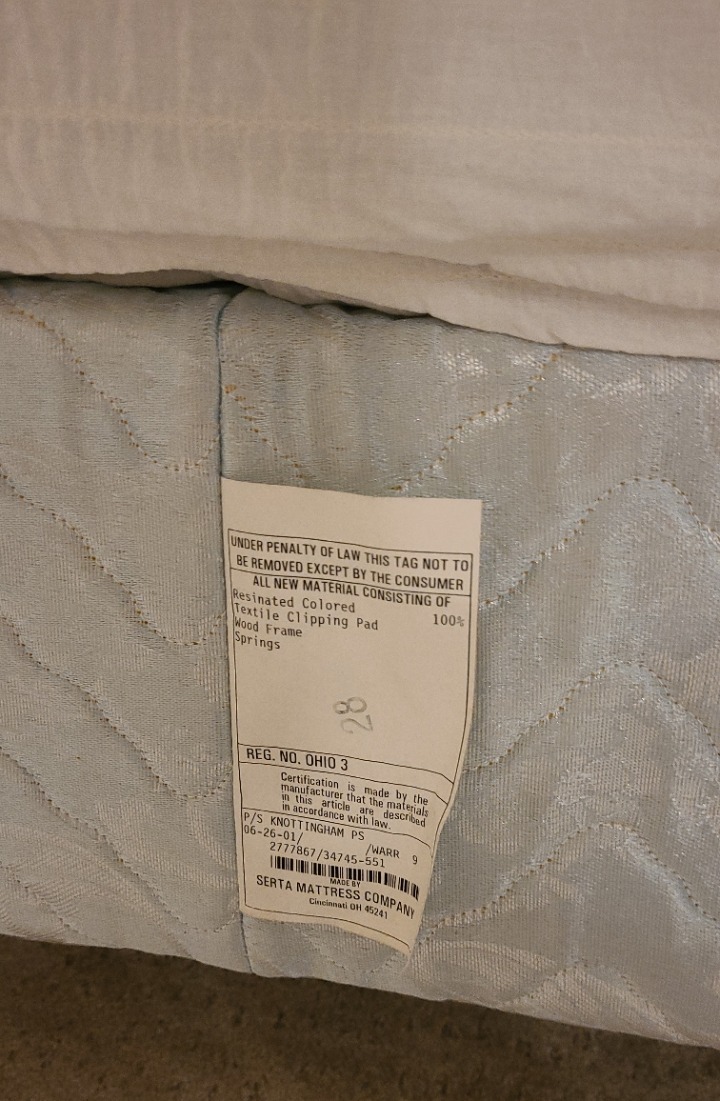 UNDER PENALTY OF LAW THIS TAG NOT TO
BE REMOVED EXCEPT BY THE CONSUMER
ALL NEW MATERIAL CONSISTING OF
Resinated Colored
Textile Clipping Pad 100%
Wood Frame
Springs
28
REG. NO. OHIO 3
Certification is made by the
manufacturer that the materials
in this article are described
in accordance with law.
P/S KNOTTINGHAM PS
06-26-01/ /WARR 9
2777867/34745-551
MADE BY
SERTA MATTRESS COMPANY
Cincinnati OH 45241